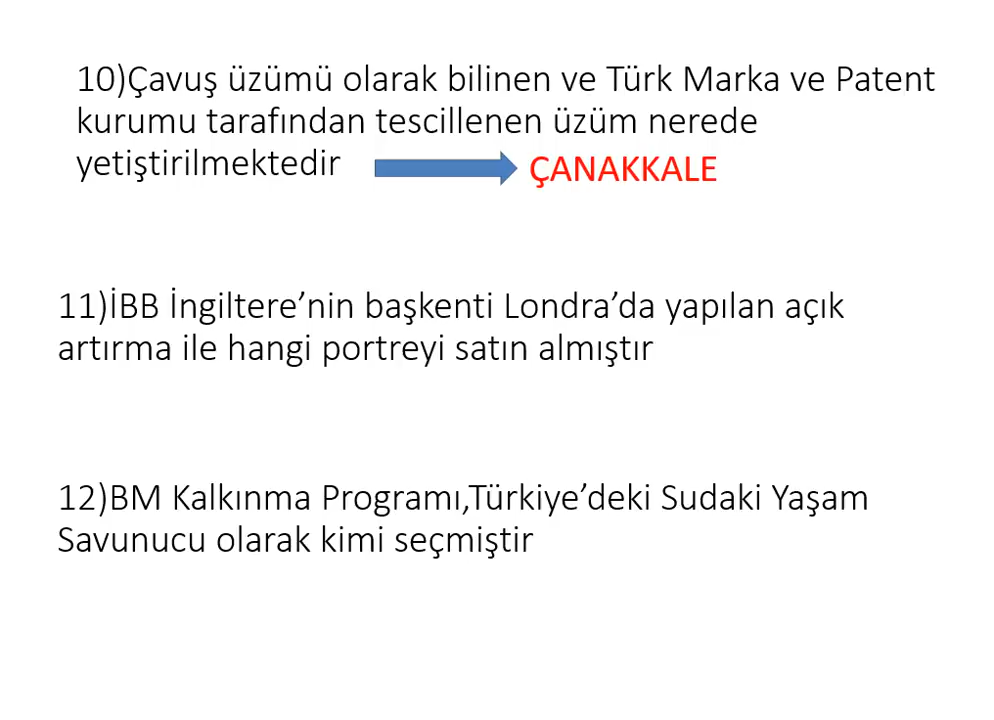 10)Çavuş üzümü olarak bilinen ve Türk Marka ve Patent
kurumu tarafından tescillenen üzüm nerede
yetiştirilmektedir ÇANAKKALE
11)İBB İngiltere’nin başkenti Londra’da yapılan açık
artırma ile hangi portreyi satın almıştır
12)BM Kalkınma Programı,Türkiye’deki Sudaki Yaşam
Savunucu olarak kimi seçmiştir